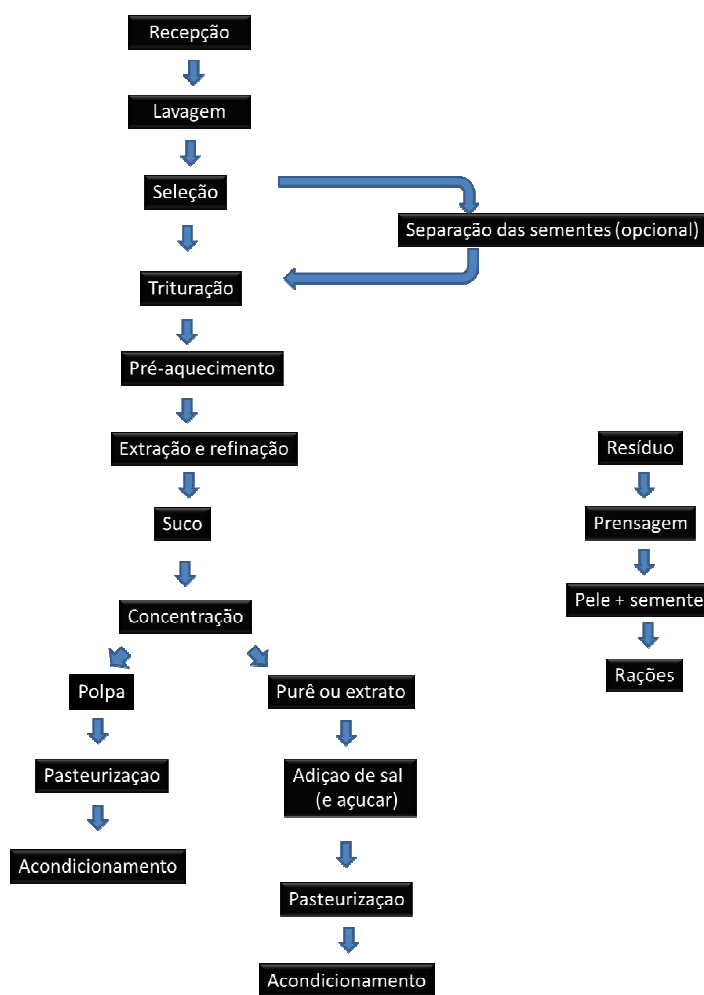 Recepção
Lavagem
Seleção
Separação das sementes (opcional)
Trituração
Pré-aquecimento
Extração e refinação
Suco
Concentração
Polpa
Pasteurizaçao
Acondicionamento
Purê ou extrato
Adiçao de sal
(e açucar)
Pasteurizaçao
Acondicionamento
Resíduo
Prensagem
Pele + semente
Rações